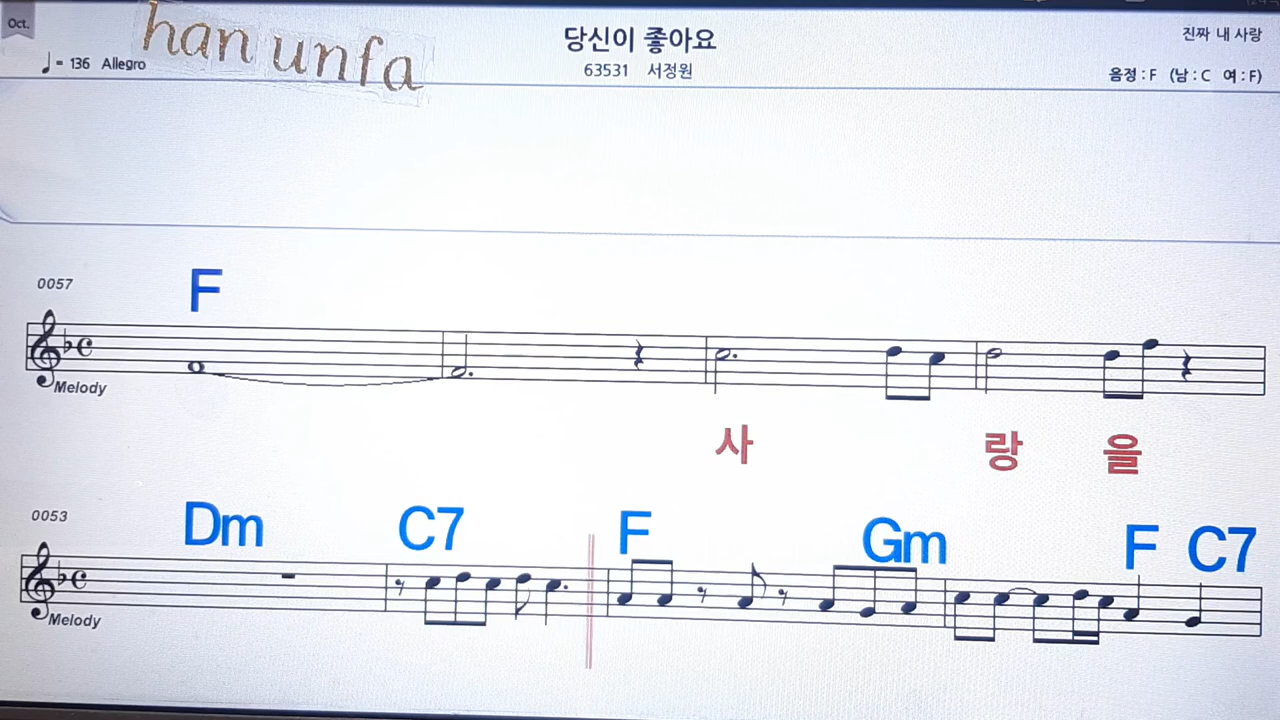 Oct.
han unfa
♩= 136 Allegro
당신이 좋아요
63531 서정원
진짜 내 사랑
음정 : F (남 : C 여 : F)
0057
F
Melody
사 랑 을
0053
Dm C7 F Gm F C7
Melody